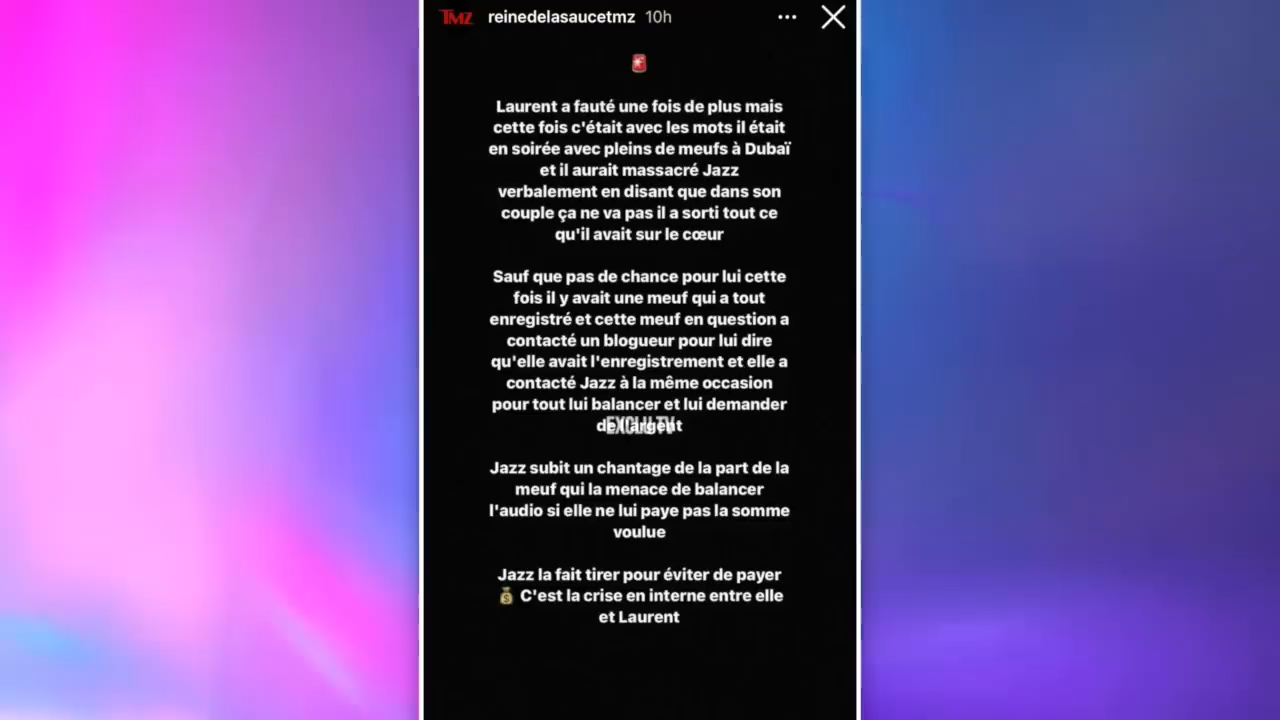 TMZ reinedelasaucetmz 10h
Laurent a fauté une fois de plus mais
cette fois c'était avec les mots il était
en soirée avec pleins de meufs à Dubaï
et il aurait massacré Jazz
verbalement en disant que dans son
couple ça ne va pas il a sorti tout ce
qu'il avait sur le cœur
Sauf que pas de chance pour lui cette
fois il y avait une meuf qui a tout
enregistré et cette meuf en question a
contacté un blogueur pour lui dire
qu'elle avait l'enregistrement et elle a
contacté Jazz à la même occasion
pour tout lui balancer et lui demander
de l'argent
EXCLU TV
Jazz subit un chantage de la part de la
meuf qui la menace de balancer
l'audio si elle ne lui paye pas la somme
voulue
Jazz la fait tirer pour éviter de payer
💰 C'est la crise en interne entre elle
et Laurent